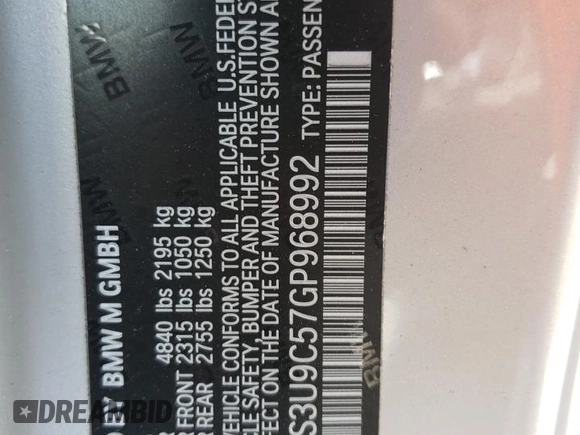 D BY BMW M GMBH
4840 lbs 2195 kg
FRONT 2315 lbs 1050 kg
REAR 2755 lbs 1250 kg
VEHICLE CONFORMS TO ALL APPLICABLE U.S.FEDER
SAFETY, BUMPER AND THEFT PREVENTION S
ON THE DATE OF MANUFACTURE SHOWN A
S3U9C57GP968992 TYPE: PASSEN
BMW
BMW
BMW
BMW
BMW
DREAMBID